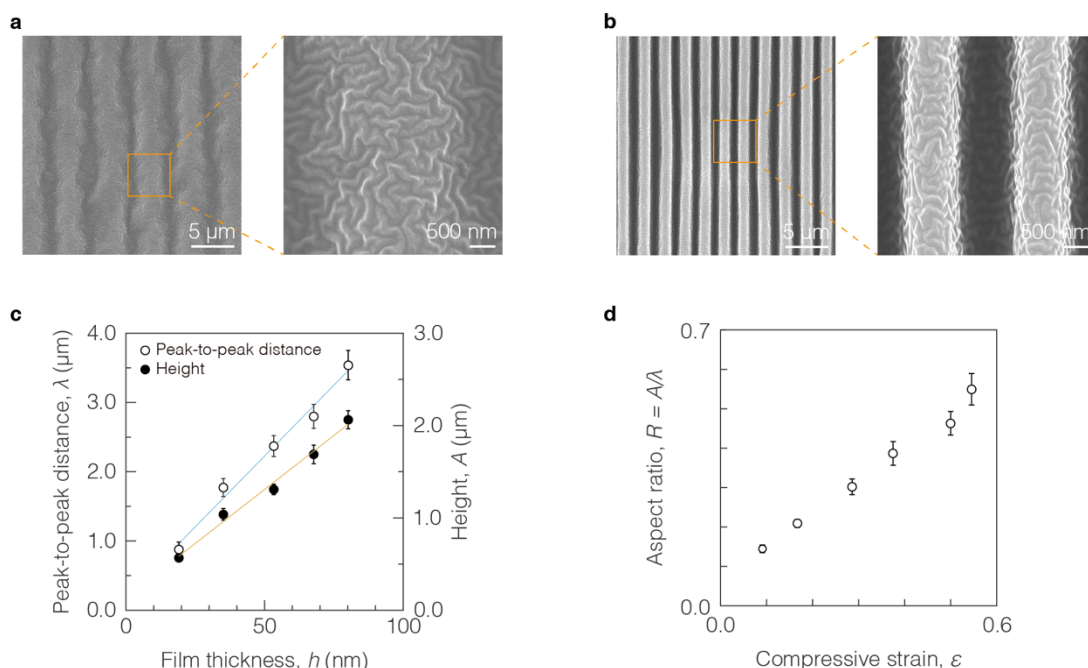 a
b
5 µm
500 nm
5 µm
500 nm
c
d
4.0
3.0
2.0
1.0
0.0
Peak-to-peak distance, λ (µm)
Peak-to-peak distance
Height
3.0
2.0
1.0
0.0
Height, A (µm)
0
50
100
Film thickness, h (nm)
0.7
0.0
Aspect ratio, R = A/λ
0.0
0.6
Compressive strain, ε